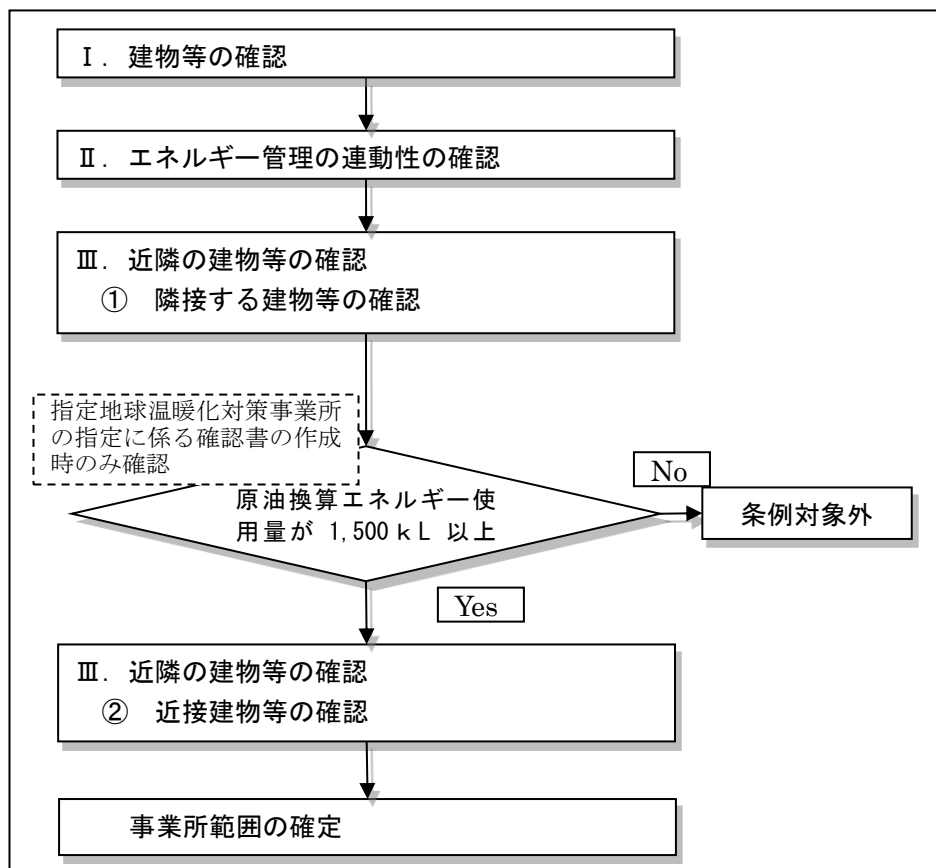 Ⅰ．建物等の確認
Ⅱ．エネルギー管理の連動性の確認
Ⅲ．近隣の建物等の確認
① 隣接する建物等の確認
指定地球温暖化対策事業所
の指定に係る確認書の作成
時のみ確認
原油換算エネルギー使
用量が 1,500ｋL 以上
No
条例対象外
Yes
Ⅲ．近隣の建物等の確認
② 近接建物等の確認
事業所範囲の確定